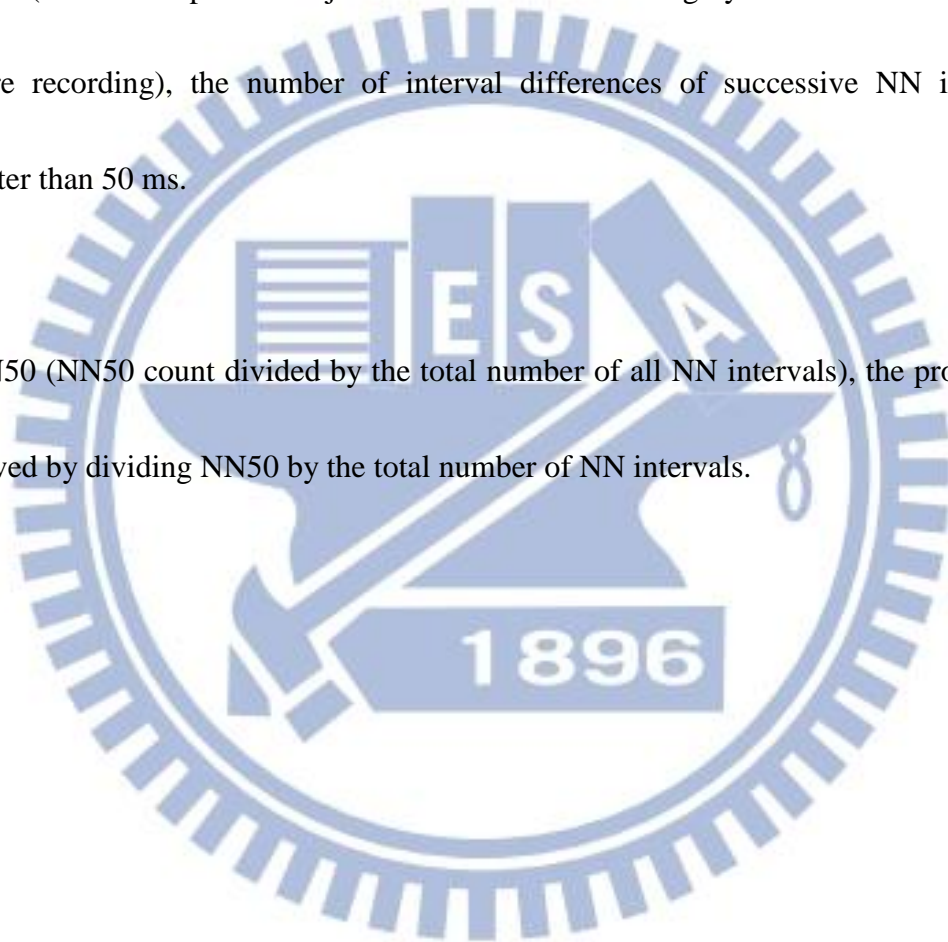 re recording), the number of interval differences of successive NN i
ter than 50 ms.
E S A
N50 (NN50 count divided by the total number of all NN intervals), the pro
ved by dividing NN50 by the total number of NN intervals.
1896